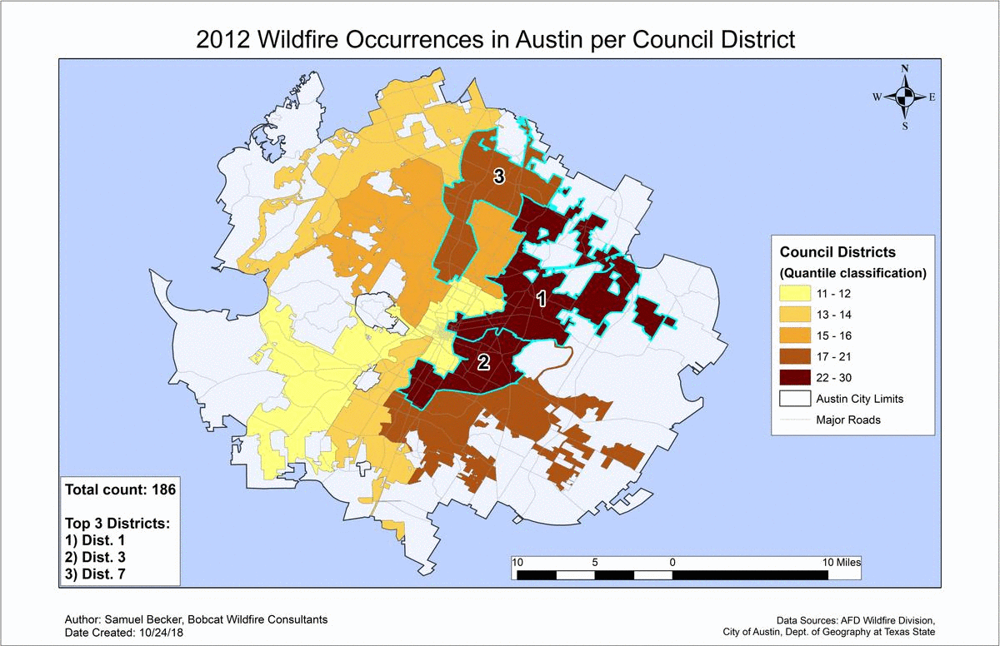 2012 Wildfire Occurrences in Austin per Council District
N
W E
S
3
1
2
Council Districts
(Quantile classification)
11 - 12
13 - 14
15 - 16
17 - 21
22 - 30
Austin City Limits
Major Roads
Total count: 186
Top 3 Districts:
1) Dist. 1
2) Dist. 3
3) Dist. 7
10 5 0 10 Miles
Author: Samuel Becker, Bobcat Wildfire Consultants
Date Created: 10/24/18
Data Sources: AFD Wildfire Division,
City of Austin, Dept. of Geography at Texas State